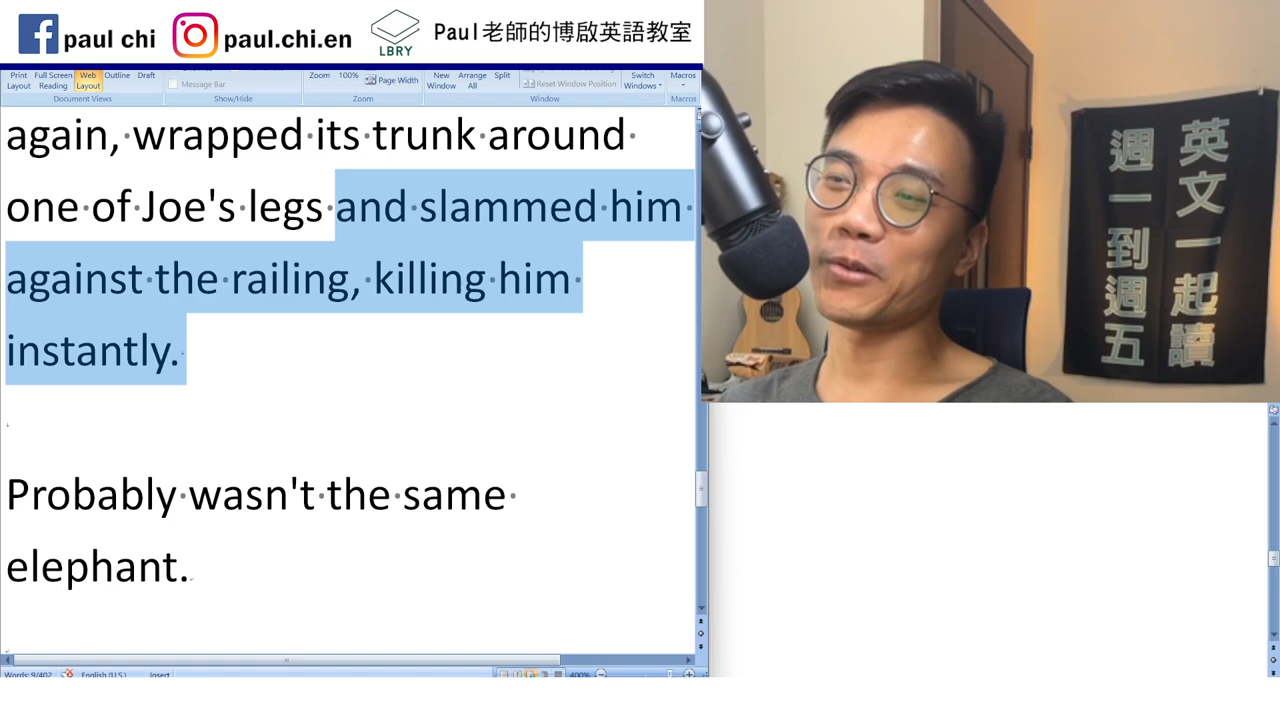 paul chi
paul.chi.en
LBRY
Paul老師的博啟英語教室
Print Layout
Full Screen Reading
Web Layout
Outline
Draft
Message Bar
Zoom
100%
Page Width
New Window
Arrange All
Split
Reset Window Position
Switch Windows
Macros
Document Views
Show/Hide
Zoom
Window
Macros
again, wrapped its trunk around
one of Joe's legs and slammed him
against the railing, killing him
instantly.
Probably wasn't the same
elephant.
Words: 9/402
English (U.S.)
Insert
400%
英文一起讀
週一到週五